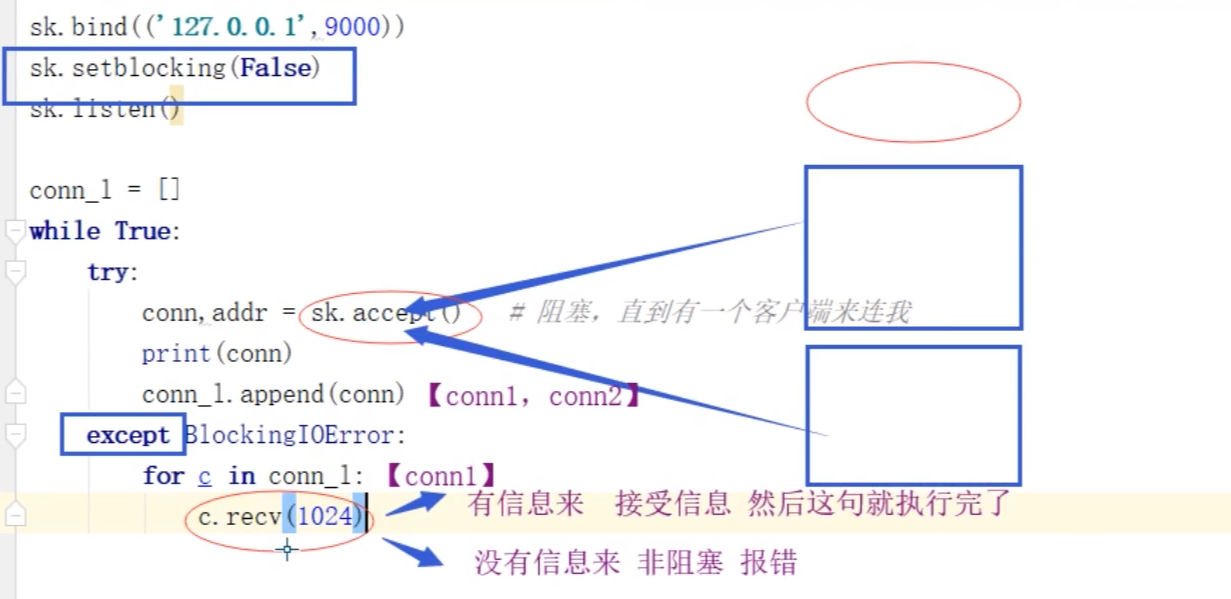 sk.bind(('127.0.0.1',9000))
sk.setblocking(False)
sk.listen()
conn_l = []
while True:
try:
conn,addr = sk.accept() # 阻塞，直到有一个客户端来连我
print(conn)
conn_l.append(conn) 【conn1，conn2】
except BlockingIOError:
for c in conn_l: 【conn1】
c.recv(1024) 有信息来 接受信息 然后这句就执行完了
没有信息来 非阻塞 报错